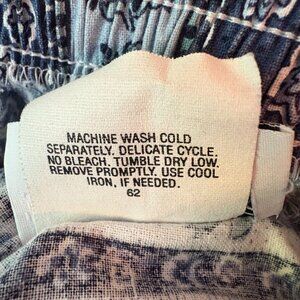 MACHINE WASH COLD
SEPARATELY. DELICATE CYCLE.
NO BLEACH. TUMBLE DRY LOW.
REMOVE PROMPTLY. USE COOL
IRON, IF NEEDED.
62